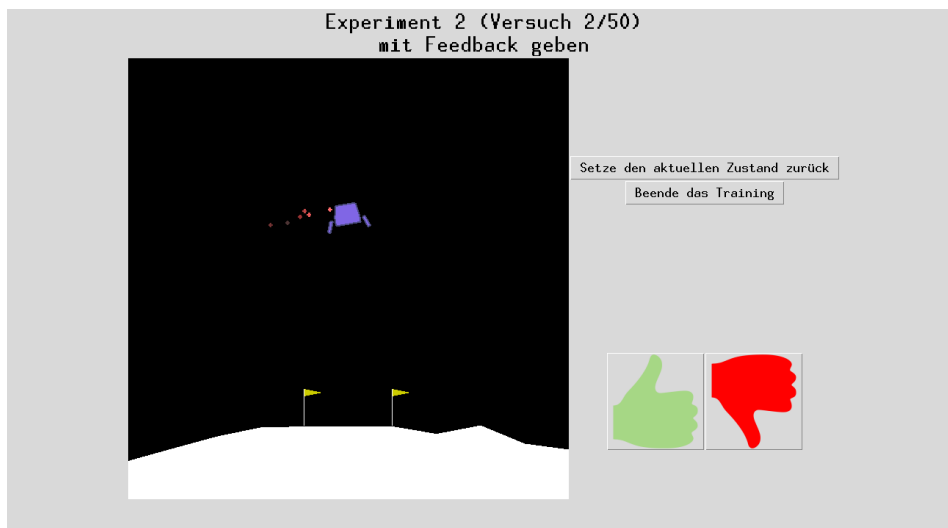 Experiment 2 (Versuch 2/50)
mit Feedback geben
Setze den aktuellen Zustand zurück
Beende das Training